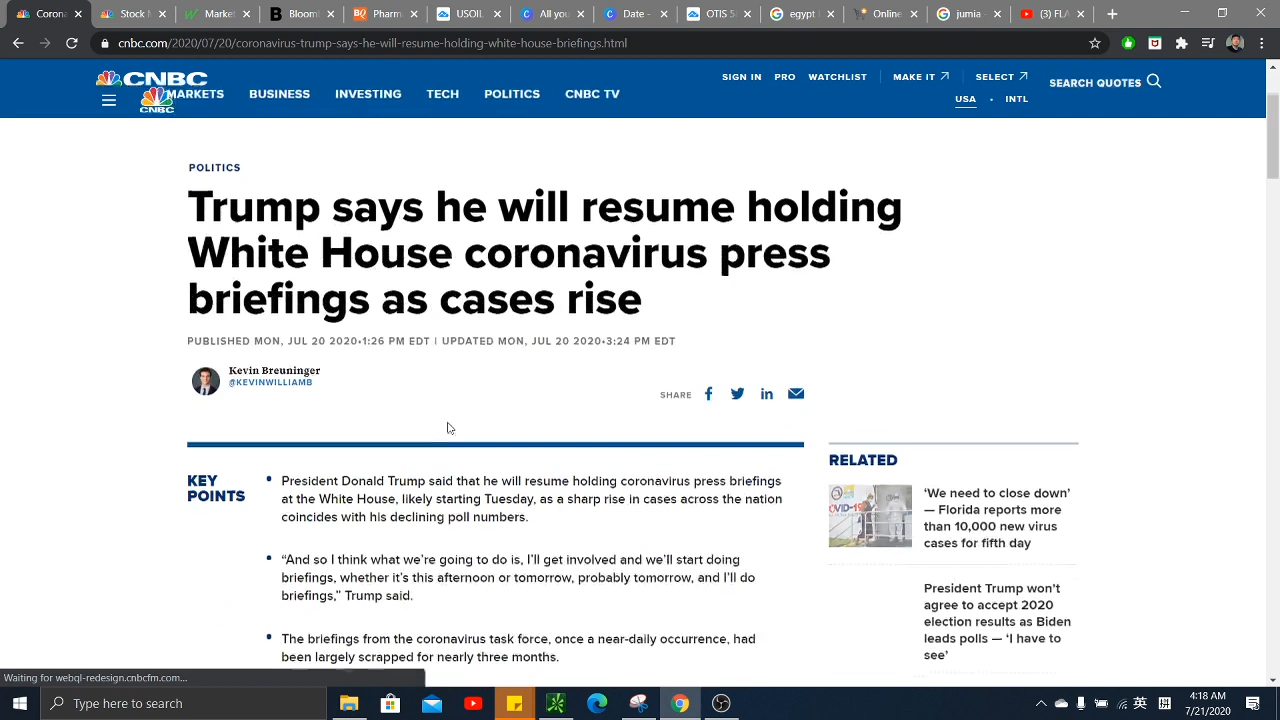 Coron
Stock
Bloom
Pharm
USOIL
All you
Date -
OTIS 5
egypt
Online
Googl
(3) FLA
cnbc.com/2020/07/20/coronavirus-trump-says-he-will-resume-holding-white-house-briefings.html
CNBC
SIGN IN PRO WATCHLIST MAKE IT SELECT
SEARCH QUOTES
MARKETS BUSINESS INVESTING TECH POLITICS CNBC TV
CNBC
USA • INTL
POLITICS
Trump says he will resume holding
White House coronavirus press
briefings as cases rise
PUBLISHED MON, JUL 20 2020•1:26 PM EDT | UPDATED MON, JUL 20 2020•3:24 PM EDT
Kevin Breuninger
@KEVINWILLIAMB
SHARE
KEY
POINTS
• President Donald Trump said that he will resume holding coronavirus press briefings
at the White House, likely starting Tuesday, as a sharp rise in cases across the nation
coincides with his declining poll numbers.
• “And so I think what we’re going to do is, I’ll get involved and we’ll start doing
briefings, whether it’s this afternoon or tomorrow, probably tomorrow, and I’ll do
briefings,” Trump said.
• The briefings from the coronavirus task force, once a near-daily occurrence, had
been largely scrapped for nearly three months.
RELATED
‘We need to close down’
— Florida reports more
than 10,000 new virus
cases for fifth day
President Trump won't
agree to accept 2020
election results as Biden
leads polls — ‘I have to
see’
Waiting for webql-redesign.cnbcfm.com...
Type here to search
英
拼
4:18 AM
7/21/2020